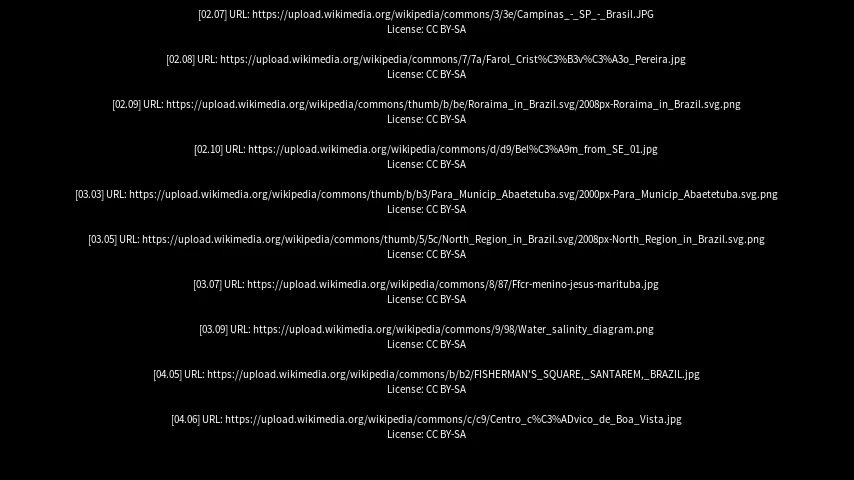 [02.07] URL: https://upload.wikimedia.org/wikipedia/commons/3/3e/Campinas_-_SP_-_Brasil.JPG
License: CC BY-SA
[02.08] URL: https://upload.wikimedia.org/wikipedia/commons/7/7a/Farol_Crist%C3%B3v%C3%A3o_Pereira.jpg
License: CC BY-SA
[02.09] URL: https://upload.wikimedia.org/wikipedia/commons/thumb/b/be/Roraima_in_Brazil.svg/2008px-Roraima_in_Brazil.svg.png
License: CC BY-SA
[02.10] URL: https://upload.wikimedia.org/wikipedia/commons/d/d9/Bel%C3%A9m_from_SE_01.jpg
License: CC BY-SA
[03.03] URL: https://upload.wikimedia.org/wikipedia/commons/thumb/b/b3/Para_Municip_Abaetetuba.svg/2000px-Para_Municip_Abaetetuba.svg.png
License: CC BY-SA
[03.05] URL: https://upload.wikimedia.org/wikipedia/commons/thumb/5/5c/North_Region_in_Brazil.svg/2008px-North_Region_in_Brazil.svg.png
License: CC BY-SA
[03.07] URL: https://upload.wikimedia.org/wikipedia/commons/8/87/Ffcr-menino-jesus-marituba.jpg
License: CC BY-SA
[03.09] URL: https://upload.wikimedia.org/wikipedia/commons/9/98/Water_salinity_diagram.png
License: CC BY-SA
[04.05] URL: https://upload.wikimedia.org/wikipedia/commons/b/b2/FISHERMAN'S_SQUARE,_SANTAREM,_BRAZIL.jpg
License: CC BY-SA
[04.06] URL: https://upload.wikimedia.org/wikipedia/commons/c/c9/Centro_c%C3%ADvico_de_Boa_Vista.jpg
License: CC BY-SA